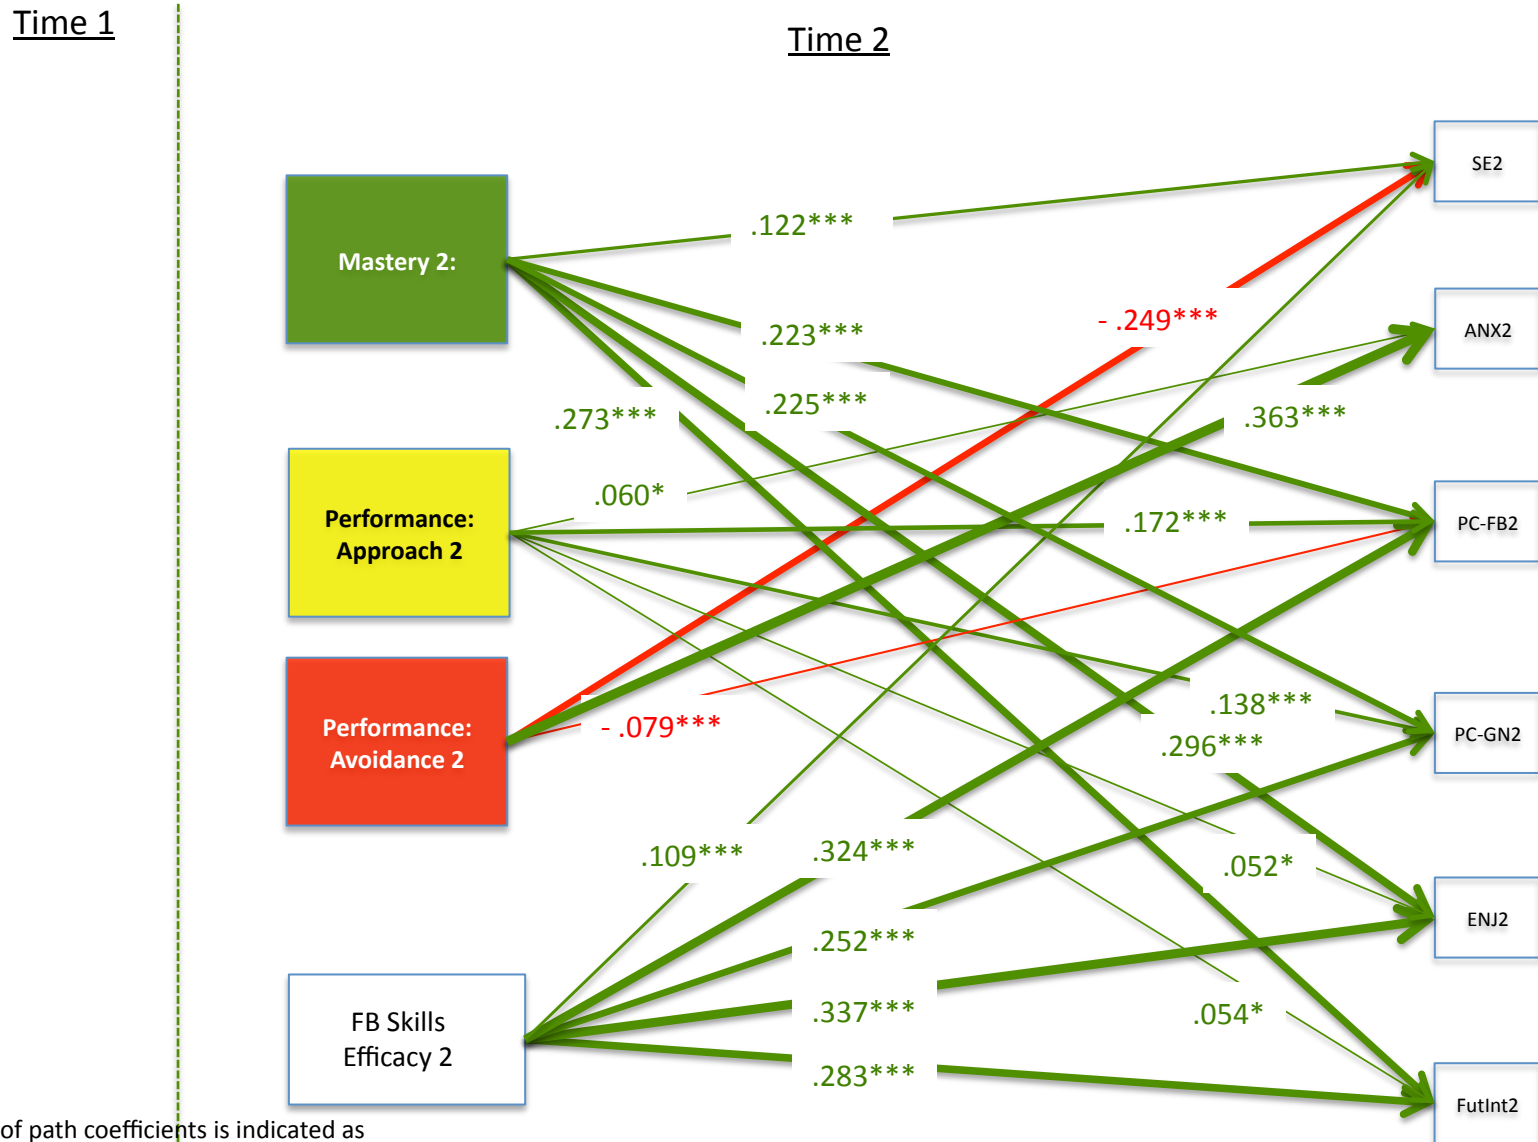 Time 1
Time 2
SE2
Mastery 2:
.122***
- .249***
.223***
ANX2
.225***
.273***
.363***
.060*
Performance:
Approach 2
.172***
PC-FB2
Performance:
Avoidance 2
- .079***
.138***
.296***
PC-GN2
.109***
.324***
.052*
ENJ2
.252***
.337***
.054*
FB Skills
Efficacy 2
.283***
FutInt2
of path coefficients is indicated as